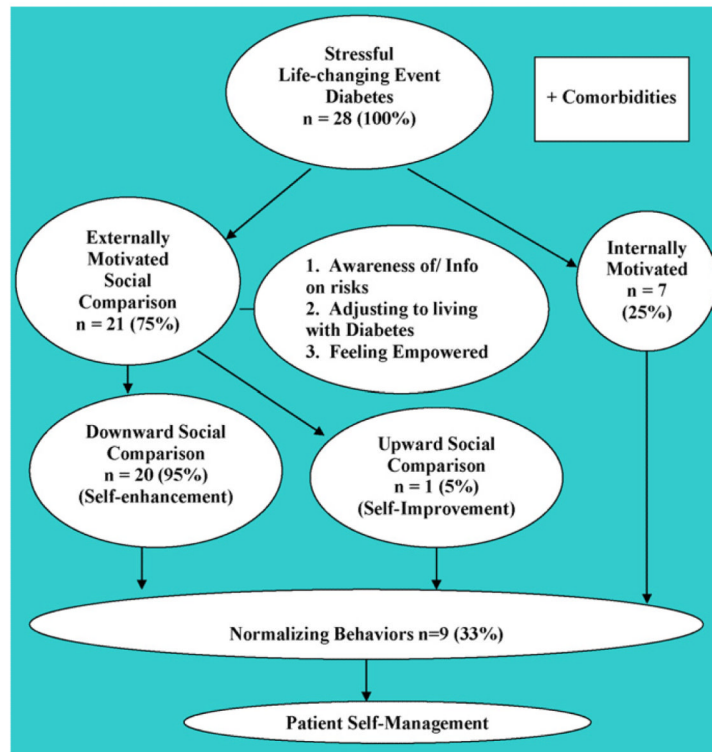 Stressful
Life-changing Event
Diabetes
n = 28 (100%)
+ Comorbidities
Externally
Motivated
Social
Comparison
n = 21 (75%)
1. Awareness of/ Info
on risks
2. Adjusting to living
with Diabetes
3. Feeling Empowered
Internally
Motivated
n = 7
(25%)
Downward Social
Comparison
n = 20 (95%)
(Self-enhancement)
Upward Social
Comparison
n = 1 (5%)
(Self-Improvement)
Normalizing Behaviors n=9 (33%)
Patient Self-Management